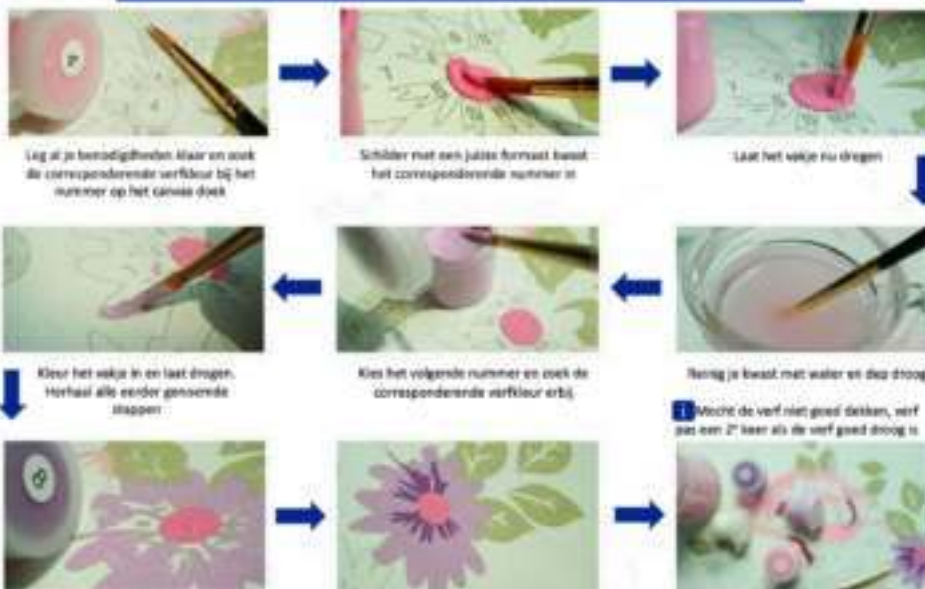 Leg al je benodigdheden klaar en zoek
de corresponderende verfkleur bij het
nummer op het canvas doek
Schilder met een juiste formaat kwast
het corresponderende nummer in
Laat het vakje nu drogen
Reinig je kwast met water en dep droog
i Mocht de verf niet goed dekken, verf
pas een 2e keer als de verf goed droog is
Kies het volgende nummer en zoek de
corresponderende verfkleur erbij
Kleur het vakje in en laat drogen.
Herhaal alle eerder genoemde
stappen
8